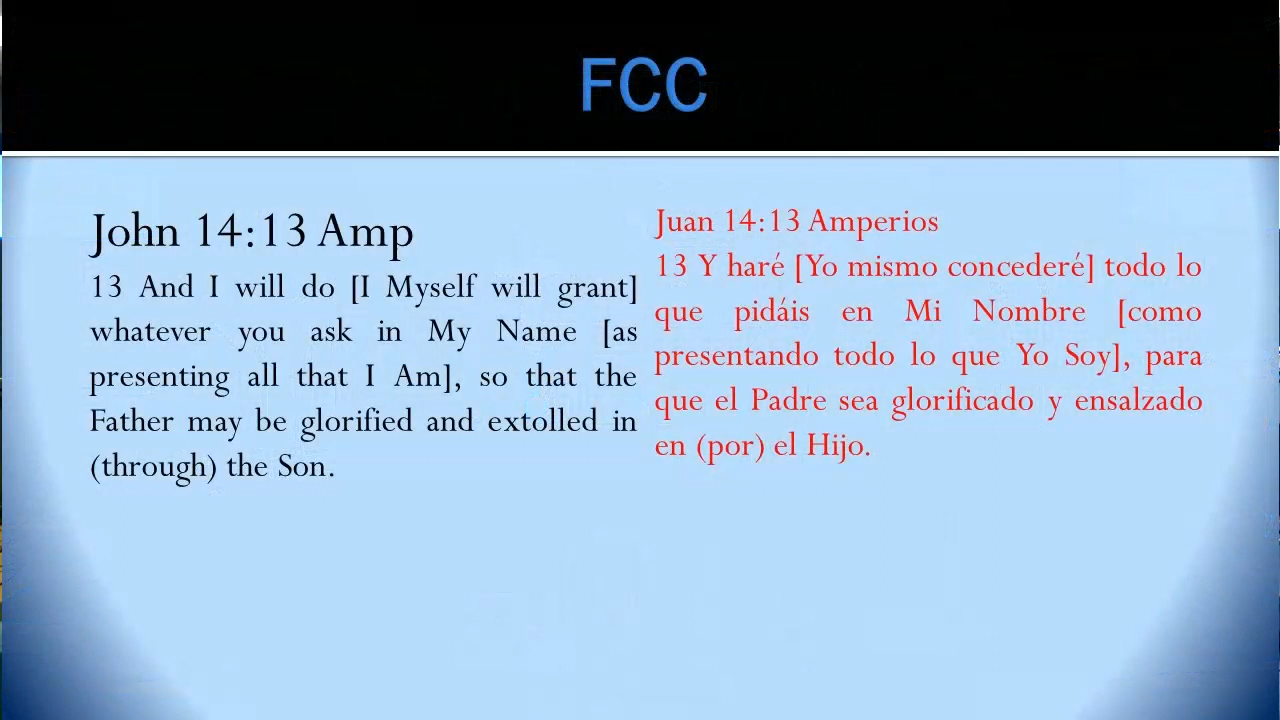 FCC
John 14:13 Amp
13 And I will do [I Myself will grant]
whatever you ask in My Name [as
presenting all that I Am], so that the
Father may be glorified and extolled in
(through) the Son.
Juan 14:13 Amperios
13 Y haré [Yo mismo concederé] todo lo
que pidáis en Mi Nombre [como
presentando todo lo que Yo Soy], para
que el Padre sea glorificado y ensalzado
en (por) el Hijo.